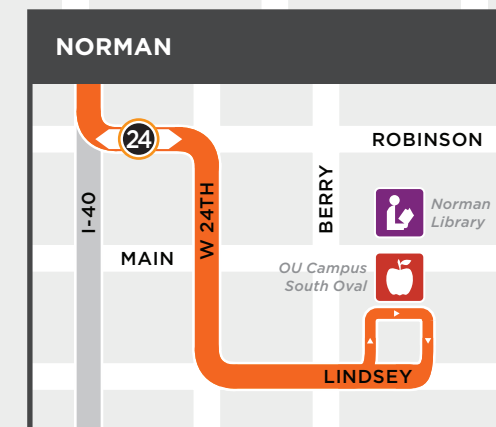 NORMAN
24
ROBINSON
I-40
W 24TH
BERRY
Norman
Library
MAIN
OU Campus
South Oval
LINDSEY